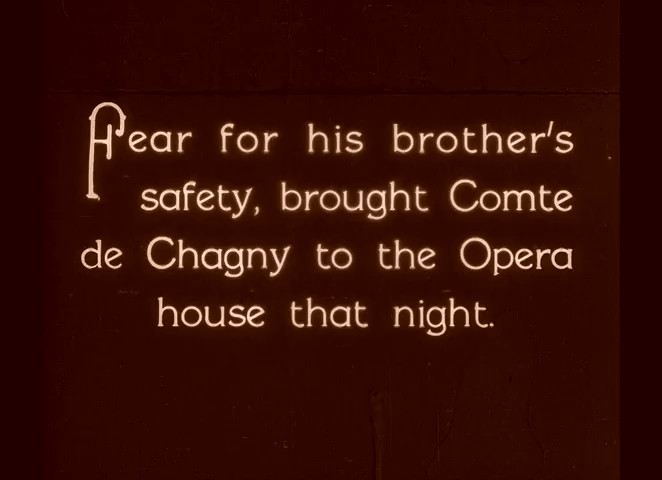 Fear for his brother's
safety, brought Comte
de Chagny to the Opera
house that night.